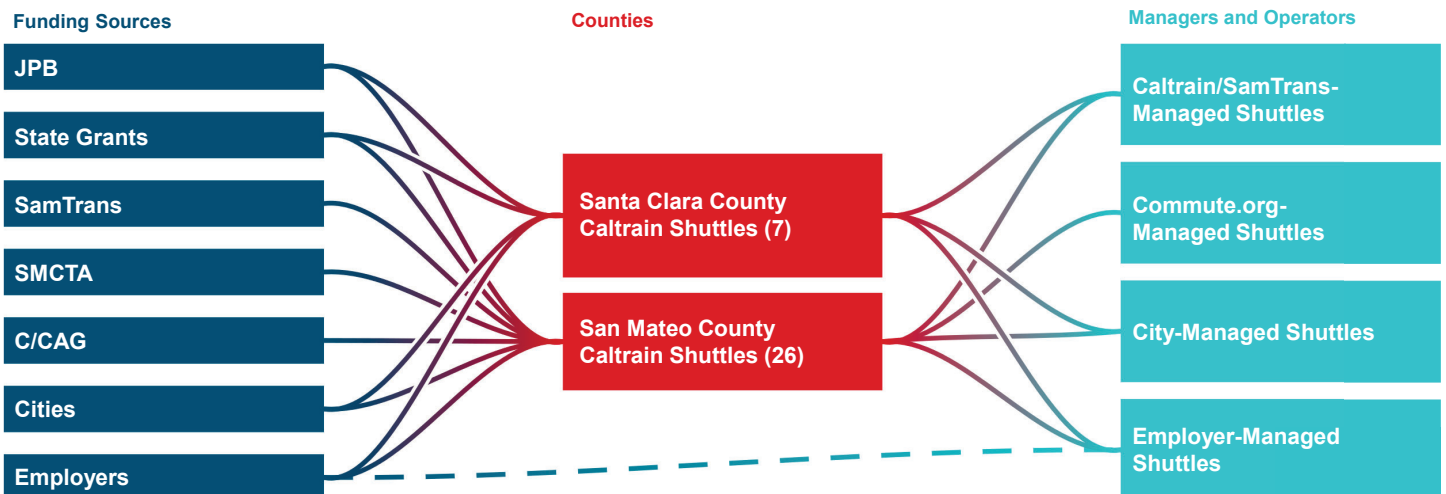 Funding Sources
JPB
State Grants
SamTrans
SMCTA
C/CAG
Cities
Employers
Counties
Santa Clara County
Caltrain Shuttles (7)
San Mateo County
Caltrain Shuttles (26)
Managers and Operators
Caltrain/SamTrans-
Managed Shuttles
Commute.org-
Managed Shuttles
City-Managed Shuttles
Employer-Managed
Shuttles